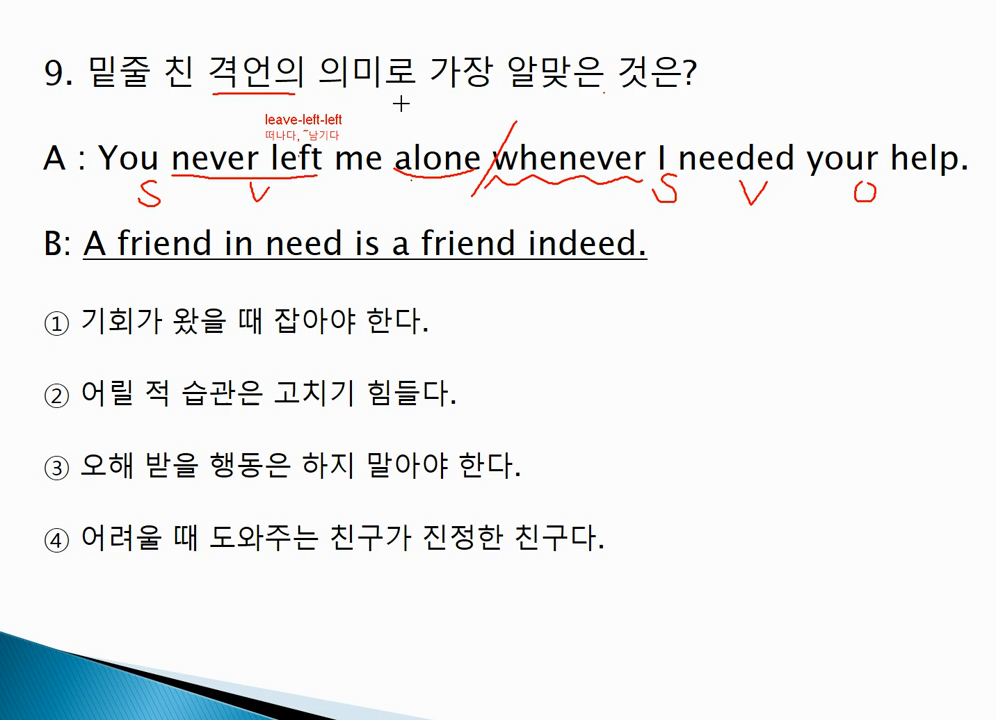 9. 밑줄 친 격언의 의미로 가장 알맞은 것은?
leave-left-left
떠나다, ~남기다
A : You never left me alone whenever I needed your help.
S V S V O
B: A friend in need is a friend indeed.
① 기회가 왔을 때 잡아야 한다.
② 어릴 적 습관은 고치기 힘들다.
③ 오해 받을 행동은 하지 말아야 한다.
④ 어려울 때 도와주는 친구가 진정한 친구다.